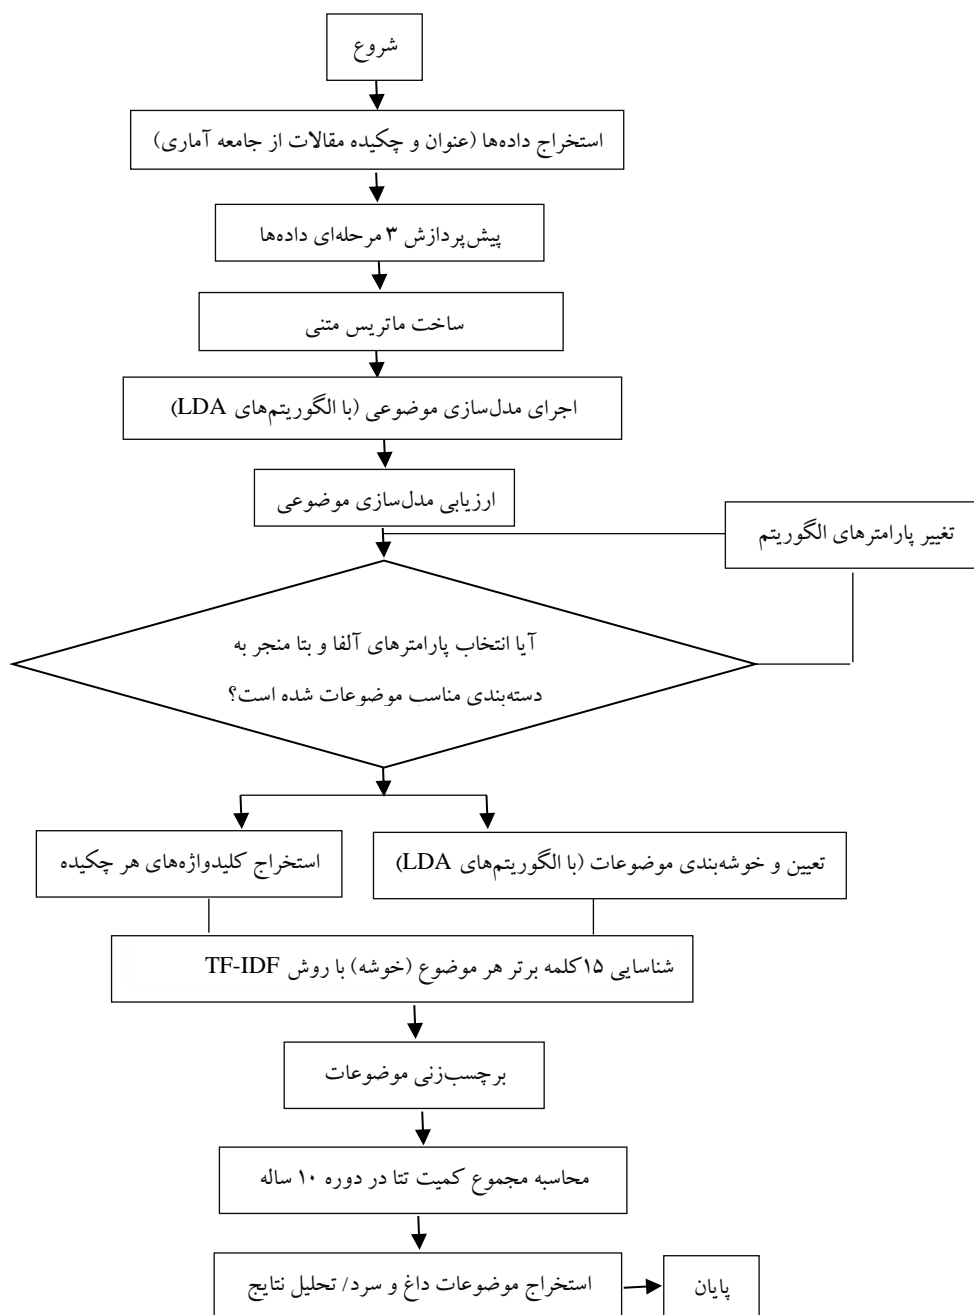 شروع
استخراج داده‌ها (عنوان و چکیده مقالات از جامعه آماری)
پیش‌پردازش ۳ مرحله‌ای داده‌ها
ساخت ماتریس متنی
اجرای مدل‌سازی موضوعی (با الگوریتم‌های LDA)
ارزیابی مدل‌سازی موضوعی
تغییر پارامترهای الگوریتم
آیا انتخاب پارامترهای آلفا و بتا منجر به
دسته‌بندی مناسب موضوعات شده است؟
تعیین و خوشه‌بندی موضوعات (با الگوریتم‌های LDA)
استخراج کلیدواژه‌های هر چکیده
شناسایی ۱۵کلمه برتر هر موضوع (خوشه) با روش TF-IDF
برچسب‌زنی موضوعات
محاسبه مجموع کمیت تتا در دوره ۱۰ ساله
استخراج موضوعات داغ و سرد/ تحلیل نتایج
پایان